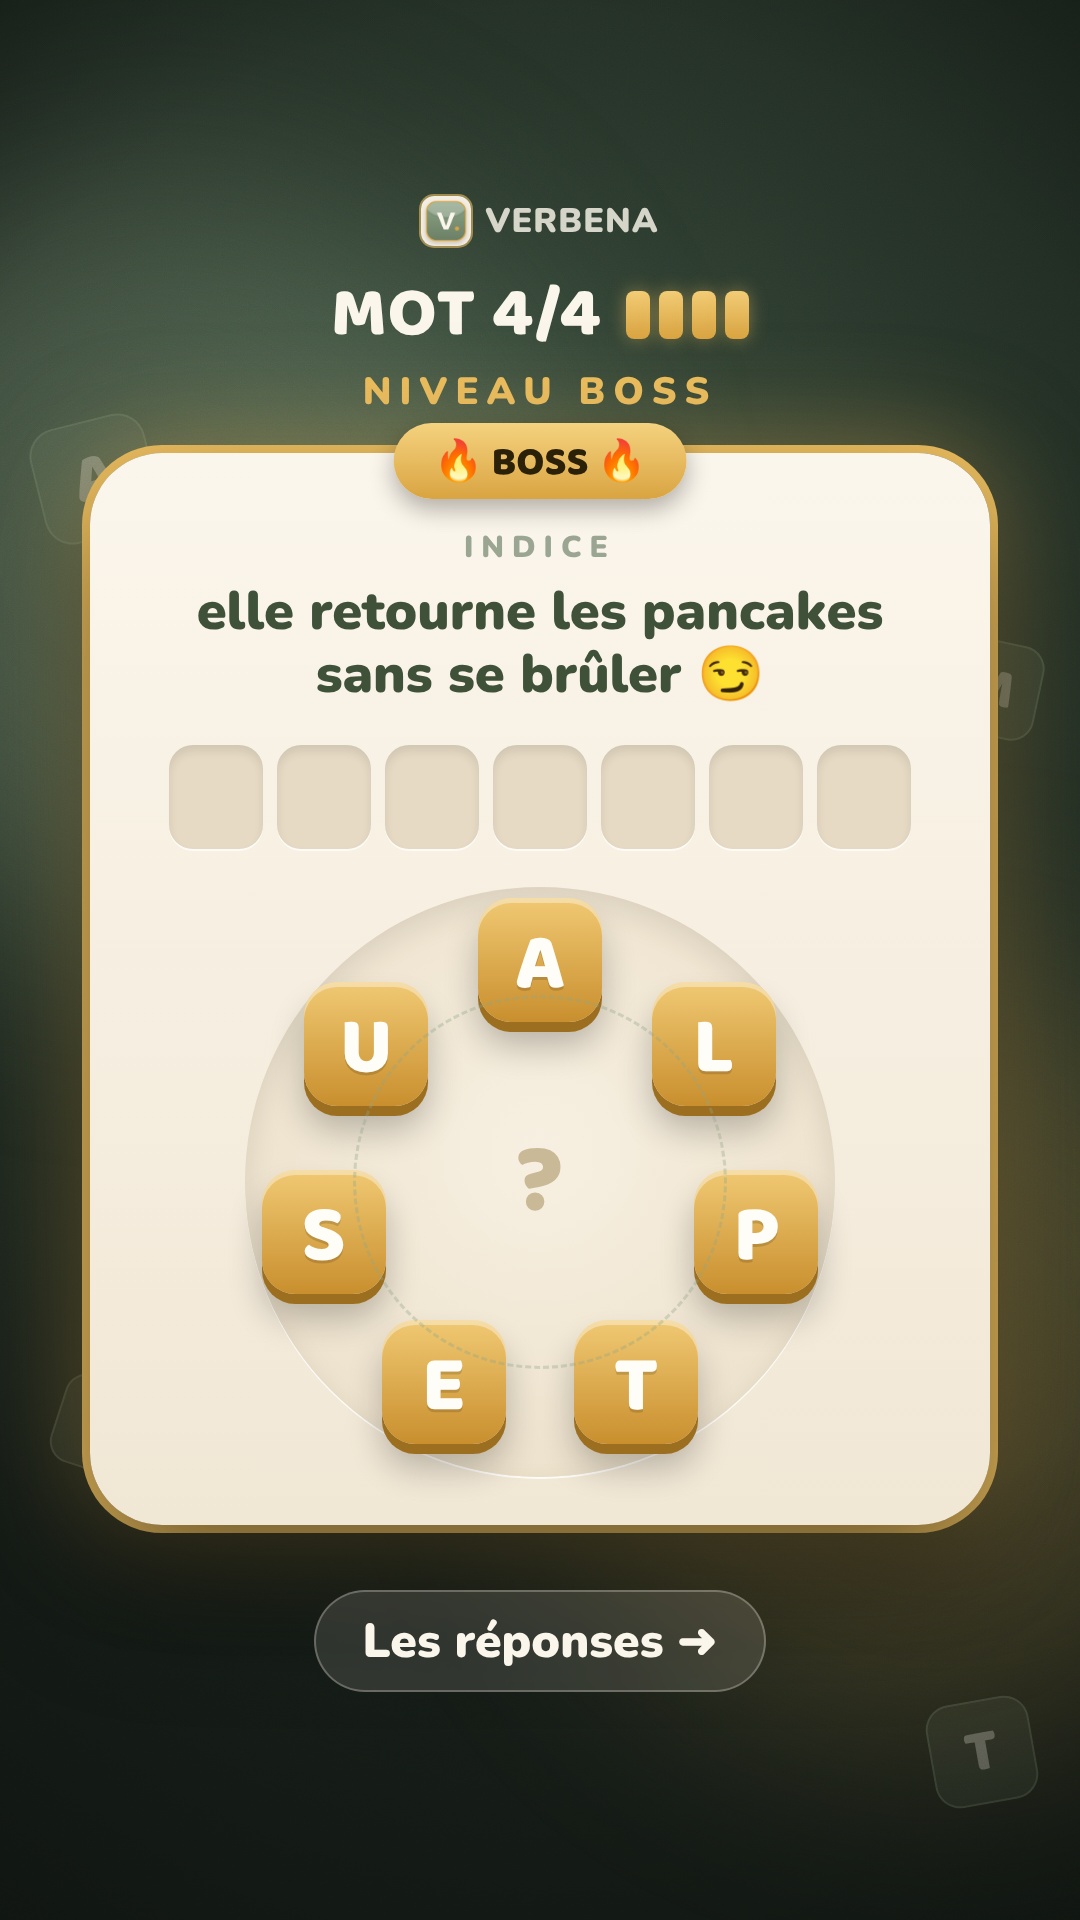 V. VERBENA
MOT 4/4
NIVEAU BOSS
🔥 BOSS 🔥
INDICE
elle retourne les pancakes
sans se brûler 😏
A
U
L
?
S
P
E
T
Les réponses ➜
T